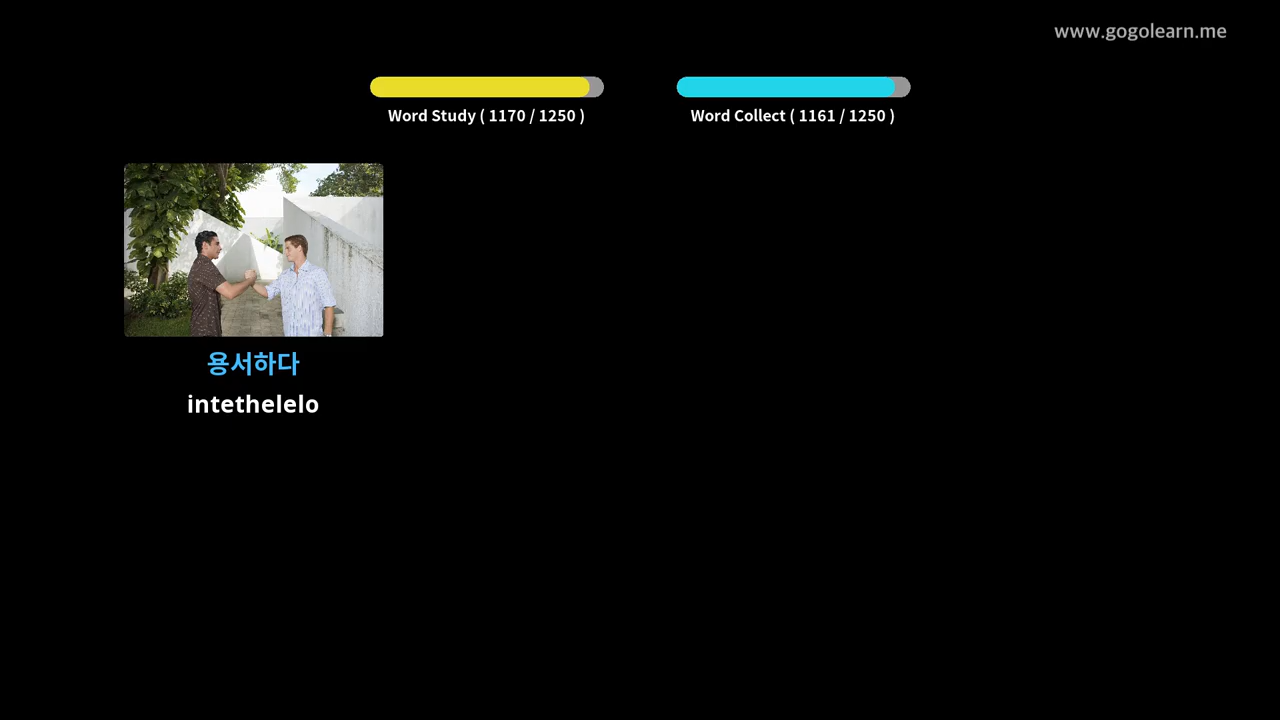 www.gogolearn.me
Word Study ( 1170 / 1250 )
Word Collect ( 1161 / 1250 )
용서하다
intethelelo